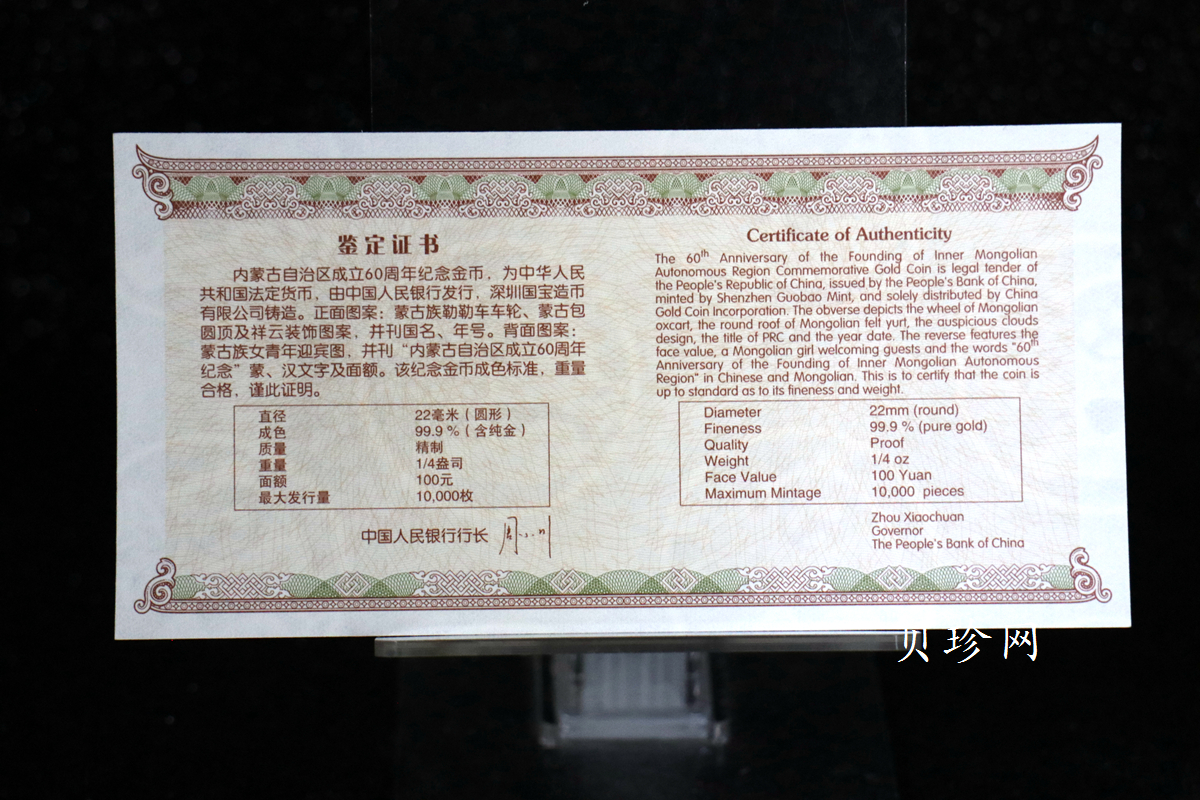 鉴定证书
内蒙古自治区成立60周年纪念金币，为中华人民
共和国法定货币，由中国人民银行发行，深圳国宝造币
有限公司铸造。正面图案：蒙古族勒勒车车轮、蒙古包
圆顶及祥云装饰图案，并刊国名、年号。背面图案：
蒙古族女青年迎宾图，并刊“内蒙古自治区成立60周年
纪念”蒙、汉文字及面额。该纪念金币成色标准，重量
合格，谨此证明。
直径 22毫米（圆形）
成色 99.9 %（含纯金）
质量 精制
重量 1/4盎司
面额 100元
最大发行量 10,000枚
中国人民银行行长 周小川
Certificate of Authenticity
The 60th Anniversary of the Founding of Inner Mongolian
Autonomous Region Commemorative Gold Coin is legal tender of
the People's Republic of China, issued by the People's Bank of China,
minted by Shenzhen Guobao Mint, and solely distributed by China
Gold Coin Incorporation. The obverse depicts the wheel of Mongolian
oxcart, the round roof of Mongolian felt yurt, the auspicious clouds
design, the title of PRC and the year date. The reverse features the
face value, a Mongolian girl welcoming guests and the words "60th
Anniversary of the Founding of Inner Mongolian Autonomous
Region" in Chinese and Mongolian. This is to certify that the coin is
up to standard as to its fineness and weight.
Diameter 22mm (round)
Fineness 99.9 % (pure gold)
Quality Proof
Weight 1/4 oz
Face Value 100 Yuan
Maximum Mintage 10,000 pieces
Zhou Xiaochuan
Governor
The People's Bank of China
贝珍网